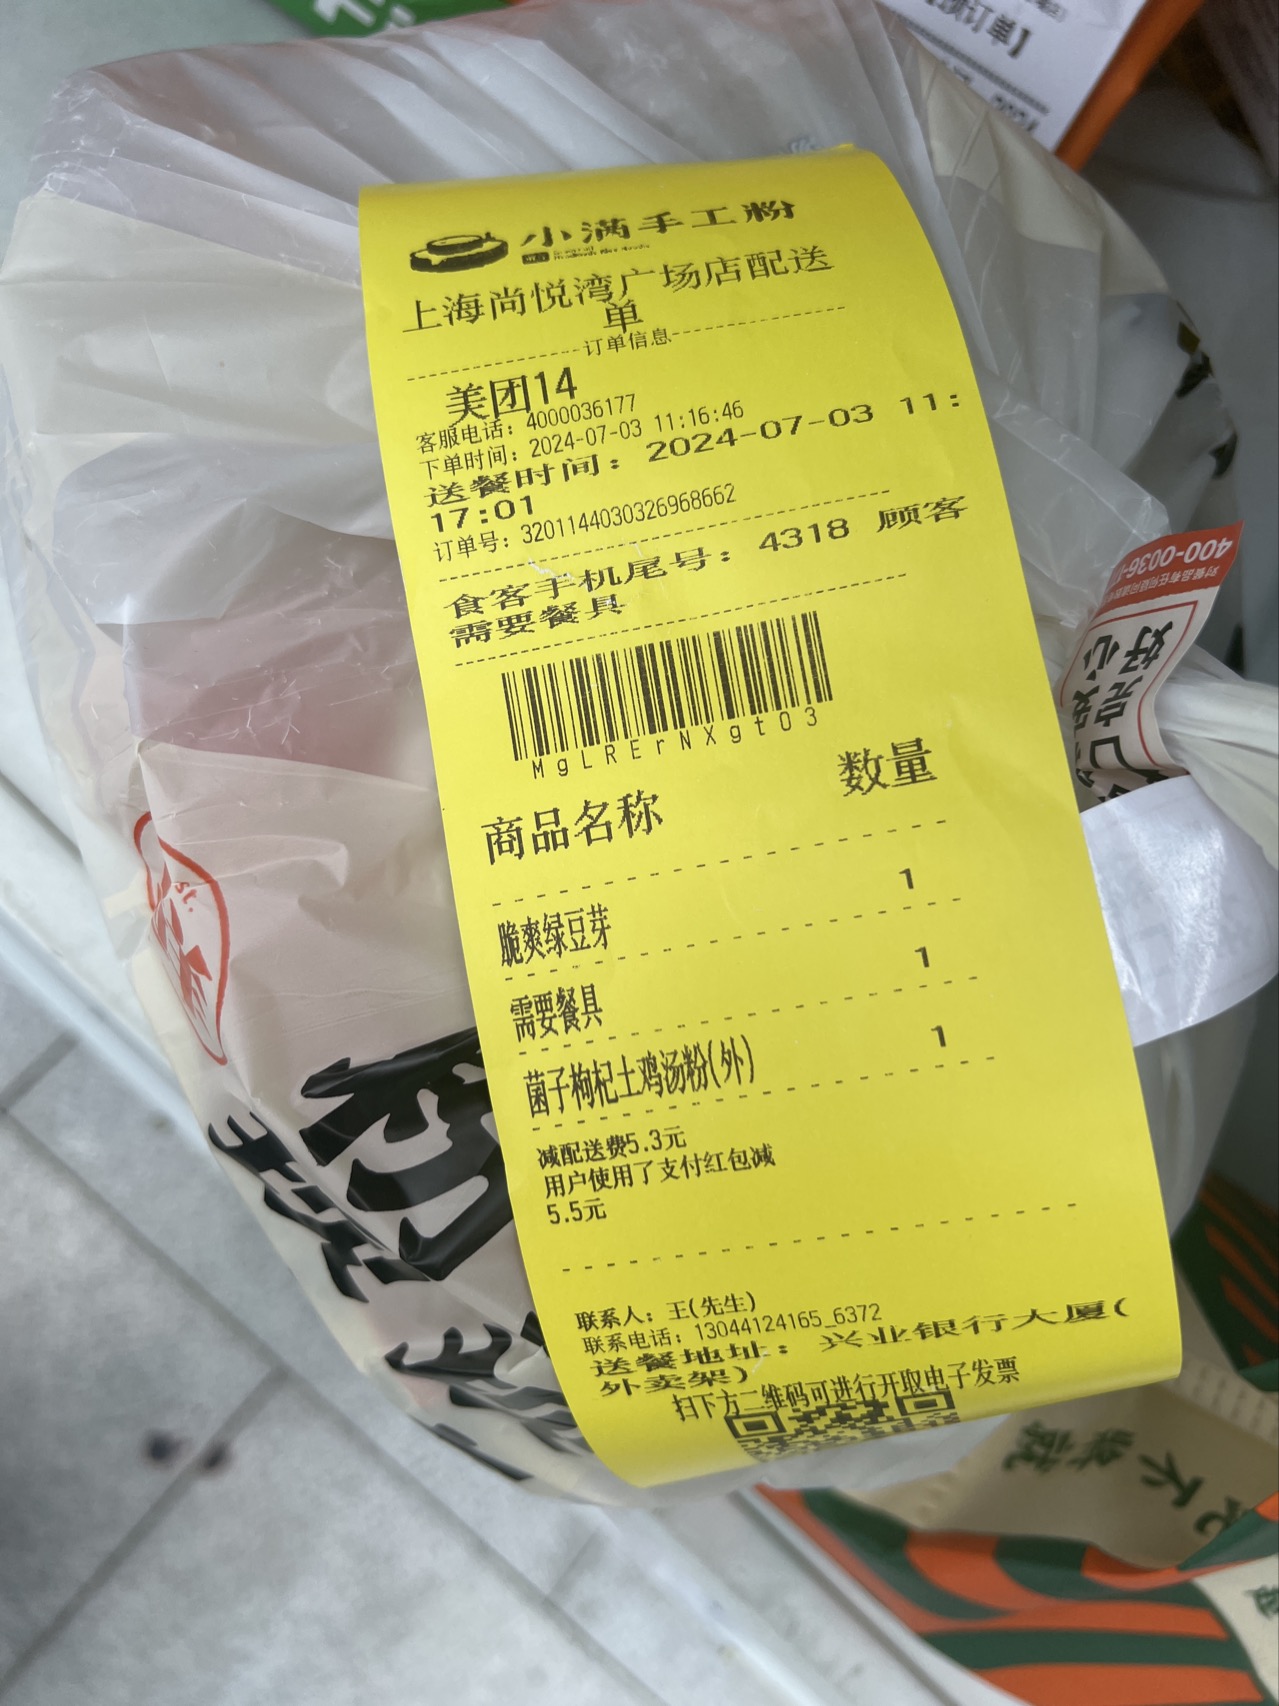 小满手工粉
上海尚悦湾广场店配送
单
订单信息
美团14
客服电话：4000036177
下单时间：2024-07-03 11:16:46
送餐时间：2024-07-03 11:
17:01
订单号：3201144030326968662
食客手机尾号：4318 顾客
需要餐具
MgLRErNXgt03
商品名称 数量
脆爽绿豆芽 1
需要餐具 1
菌子枸杞土鸡汤粉(外) 1
减配送费5.3元
用户使用了支付红包减
5.5元
联系人：王(先生)
联系电话：13044124165_6372
送餐地址：兴业银行大厦(
外卖架)
扫下方二维码可进行开取电子发票
400-0036-1